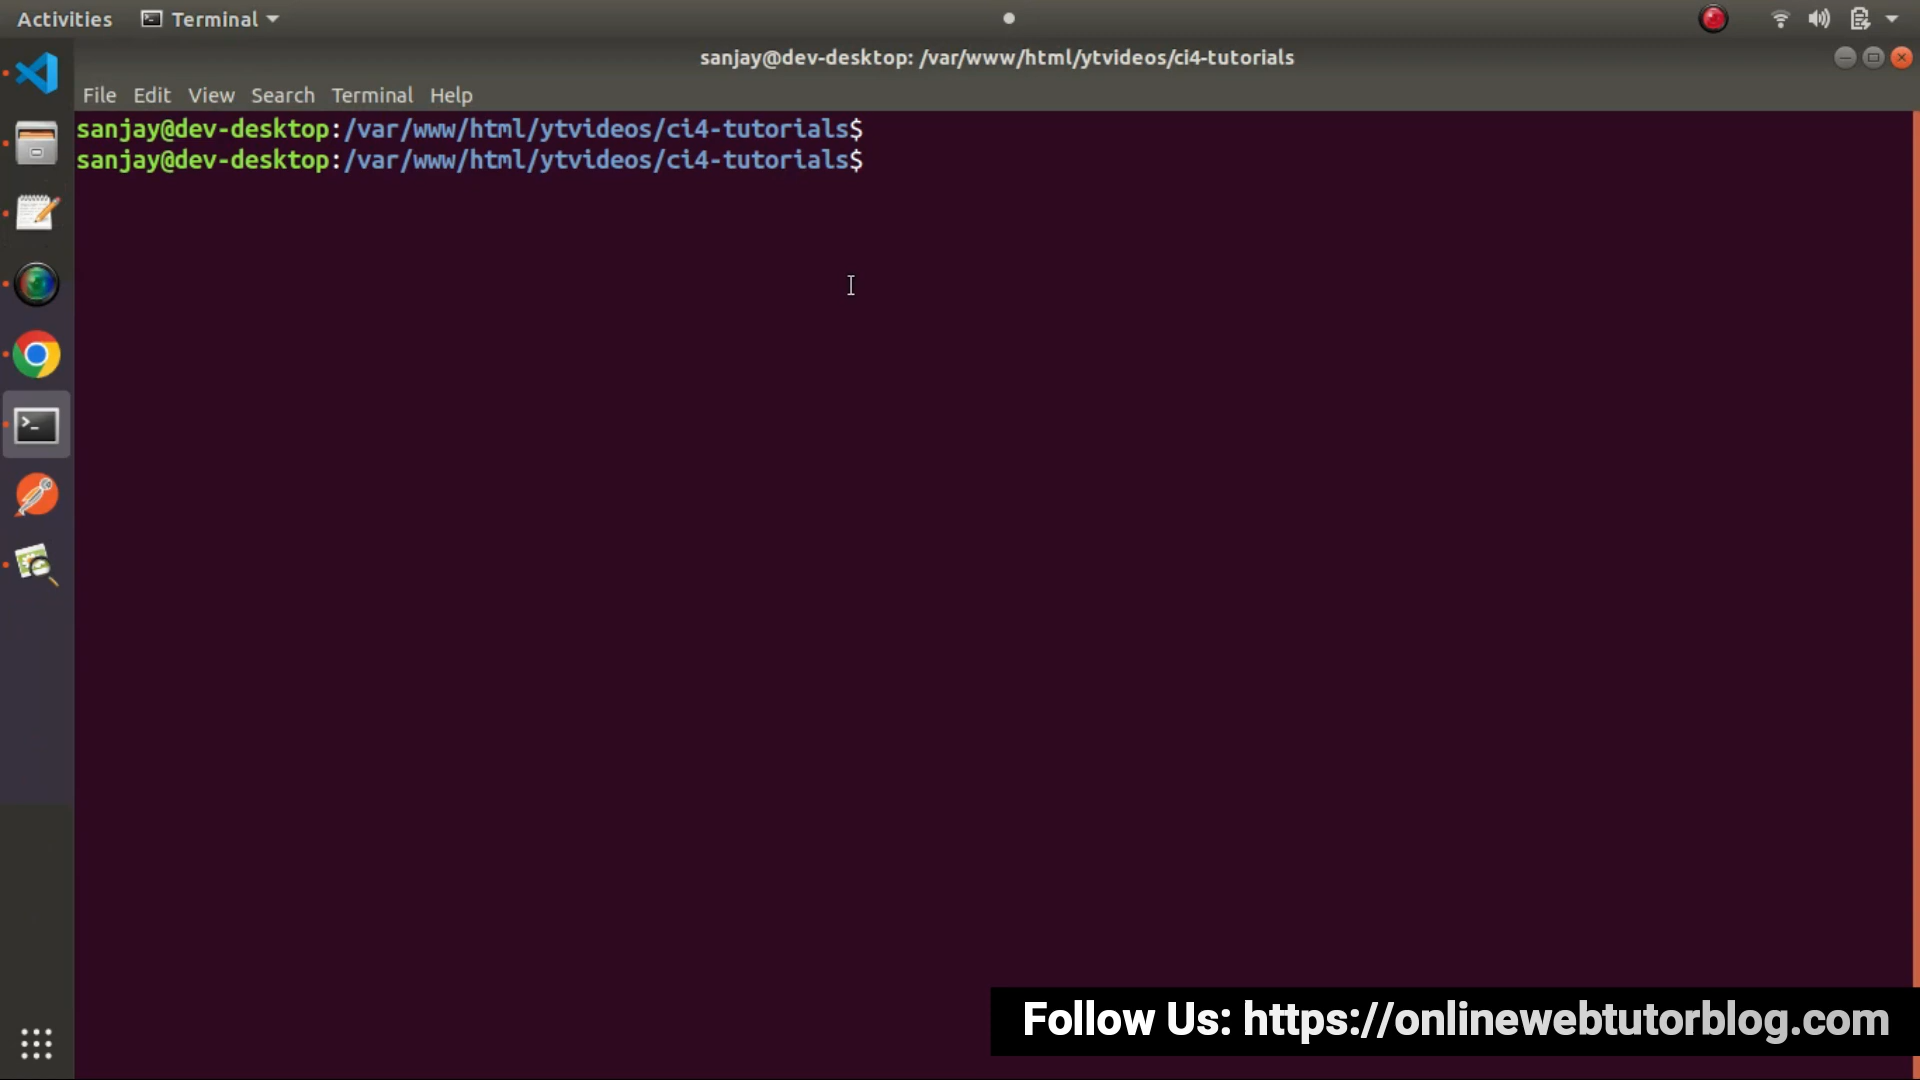 Activities Terminal
sanjay@dev-desktop: /var/www/html/ytvideos/ci4-tutorials
File Edit View Search Terminal Help
sanjay@dev-desktop:/var/www/html/ytvideos/ci4-tutorials$
sanjay@dev-desktop:/var/www/html/ytvideos/ci4-tutorials$
Follow Us: https://onlinewebtutorblog.com